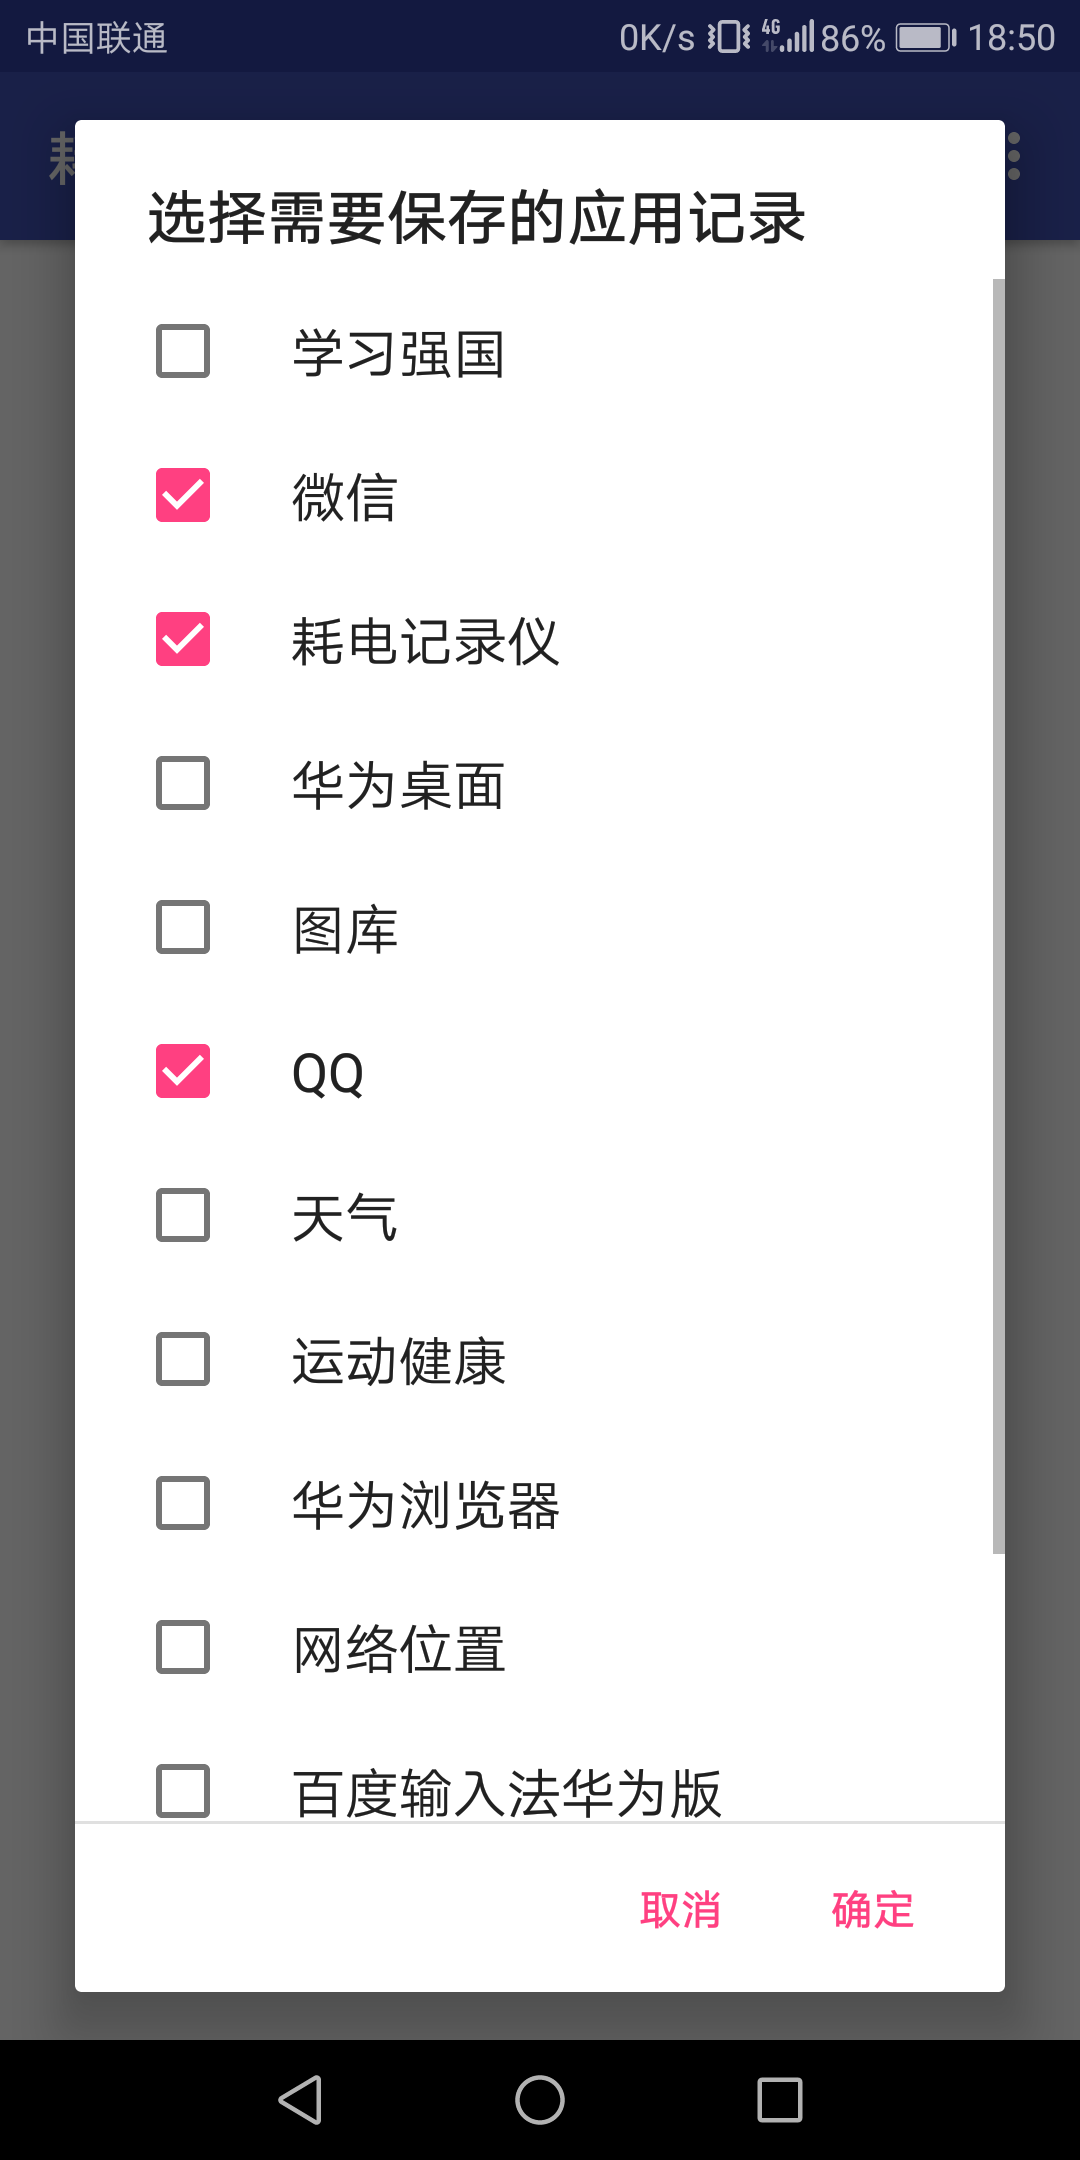 中国联通 0K/s 4G 86% 18:50
选择需要保存的应用记录
学习强国
微信
耗电记录仪
华为桌面
图库
QQ
天气
运动健康
华为浏览器
网络位置
百度输入法华为版
取消 确定